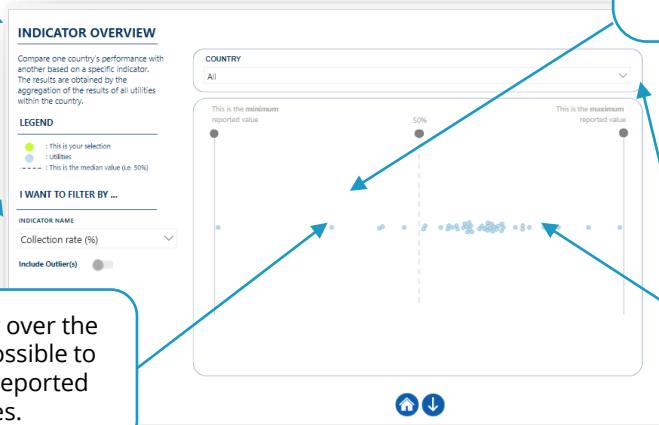 INDICATOR OVERVIEW
Compare one country's performance with
another based on a specific indicator.
The results are obtained by the
aggregation of the results of all utilities
within the country.
LEGEND
: This is your selection
: Utilities
: This is the median value (i.e. 50%)
I WANT TO FILTER BY ...
INDICATOR NAME
Collection rate (%)
Include Outlier(s)
COUNTRY
All
This is the minimum
reported value
50%
This is the maximum
reported value
over the
ossible to
eported
es.